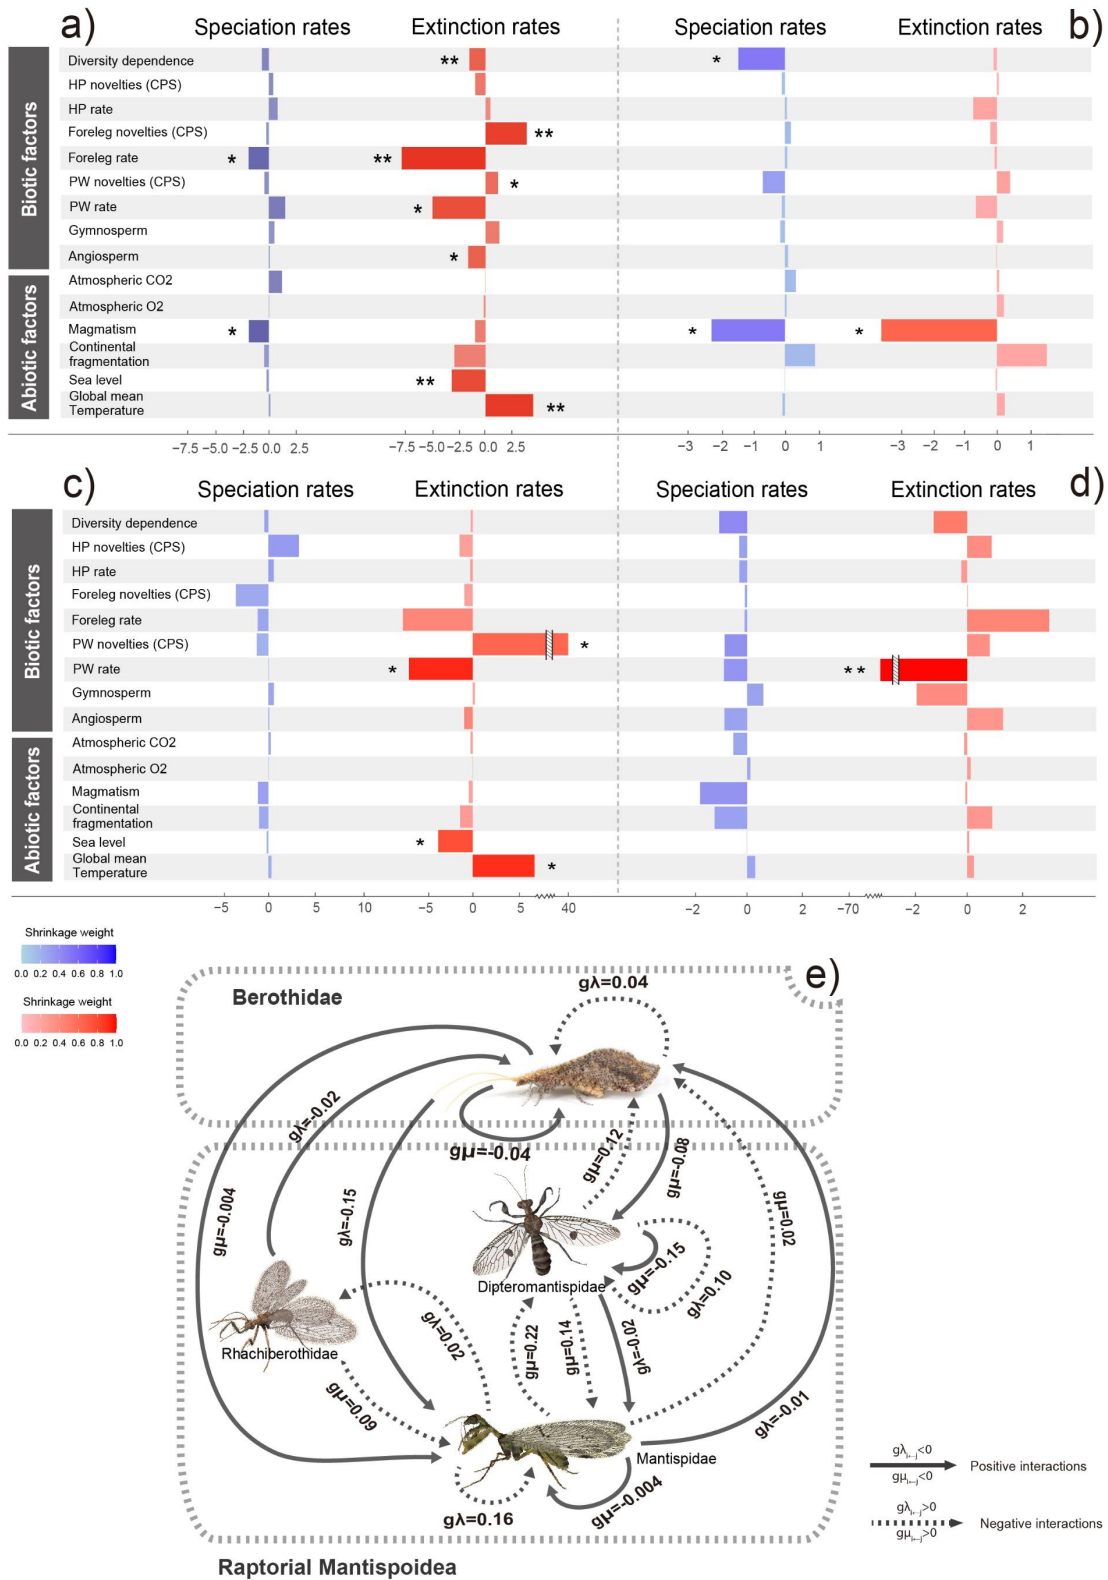 a)
Speciation rates
Extinction rates
Speciation rates
Extinction rates
b)
Biotic factors
Diversity dependence
**
*
HP novelties (CPS)
HP rate
Foreleg novelties (CPS)
**
Foreleg rate
*
**
PW novelties (CPS)
*
PW rate
*
Gymnosperm
Angiosperm
*
Abiotic factors
Atmospheric CO2
Atmospheric O2
Magmatism
*
*
*
Continental
fragmentation
Sea level
**
Global mean
Temperature
**
−7.5 −5.0 −2.5 0.0 2.5
−7.5 −5.0 −2.5 0.0 2.5
−3 −2 −1 0 1
−3 −2 −1 0 1
c)
Speciation rates
Extinction rates
Speciation rates
Extinction rates
d)
Biotic factors
Diversity dependence
HP novelties (CPS)
HP rate
Foreleg novelties (CPS)
Foreleg rate
PW novelties (CPS)
*
PW rate
*
**
Gymnosperm
Angiosperm
Abiotic factors
Atmospheric CO2
Atmospheric O2
Magmatism
Continental
fragmentation
Sea level
*
Global mean
Temperature
*
−5 0 5 10
−5 0 5 40
−2 0 2
−70 −2 0 2
Shrinkage weight
0.0 0.2 0.4 0.6 0.8 1.0
Shrinkage weight
0.0 0.2 0.4 0.6 0.8 1.0
e)
Berothidae
gλ=0.04
gλ=-0.02
gμ=-0.04
gμ=0.12
gμ=-0.08
gμ=-0.004
gλ=-0.15
gμ=0.02
Dipteromantispidae
gμ=-0.15
gλ=0.10
Rhachiberothidae
gλ=0.02
gμ=0.22
gμ=0.14
gλ=-0.02
gμ=0.09
gλ=-0.01
Mantispidae
gμ=-0.004
gλ=0.16
Raptorial Mantispoidea
gλi←j<0
gμi←j<0
Positive interactions
gλi←j>0
gμi←j>0
Negative interactions